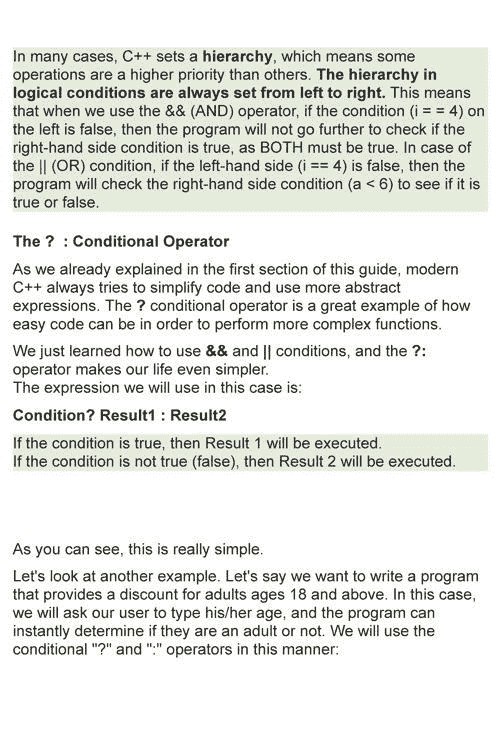 In many cases, C++ sets a hierarchy, which means some
operations are a higher priority than others. The hierarchy in
logical conditions are always set from left to right. This means
that when we use the && (AND) operator, if the condition (i = = 4) on
the left is false, then the program will not go further to check if the
right-hand side condition is true, as BOTH must be true. In case of
the || (OR) condition, if the left-hand side (i == 4) is false, then the
program will check the right-hand side condition (a < 6) to see if it is
true or false.
The ?  : Conditional Operator
As we already explained in the first section of this guide, modern
C++ always tries to simplify code and use more abstract
expressions. The ? conditional operator is a great example of how
easy code can be in order to perform more complex functions.
We just learned how to use && and || conditions, and the ?:
operator makes our life even simpler.
The expression we will use in this case is:
Condition? Result1 : Result2
If the condition is true, then Result 1 will be executed.
If the condition is not true (false), then Result 2 will be executed.
As you can see, this is really simple.
Let's look at another example. Let's say we want to write a program
that provides a discount for adults ages 18 and above. In this case,
we will ask our user to type his/her age, and the program can
instantly determine if they are an adult or not. We will use the
conditional "?" and ":" operators in this manner: